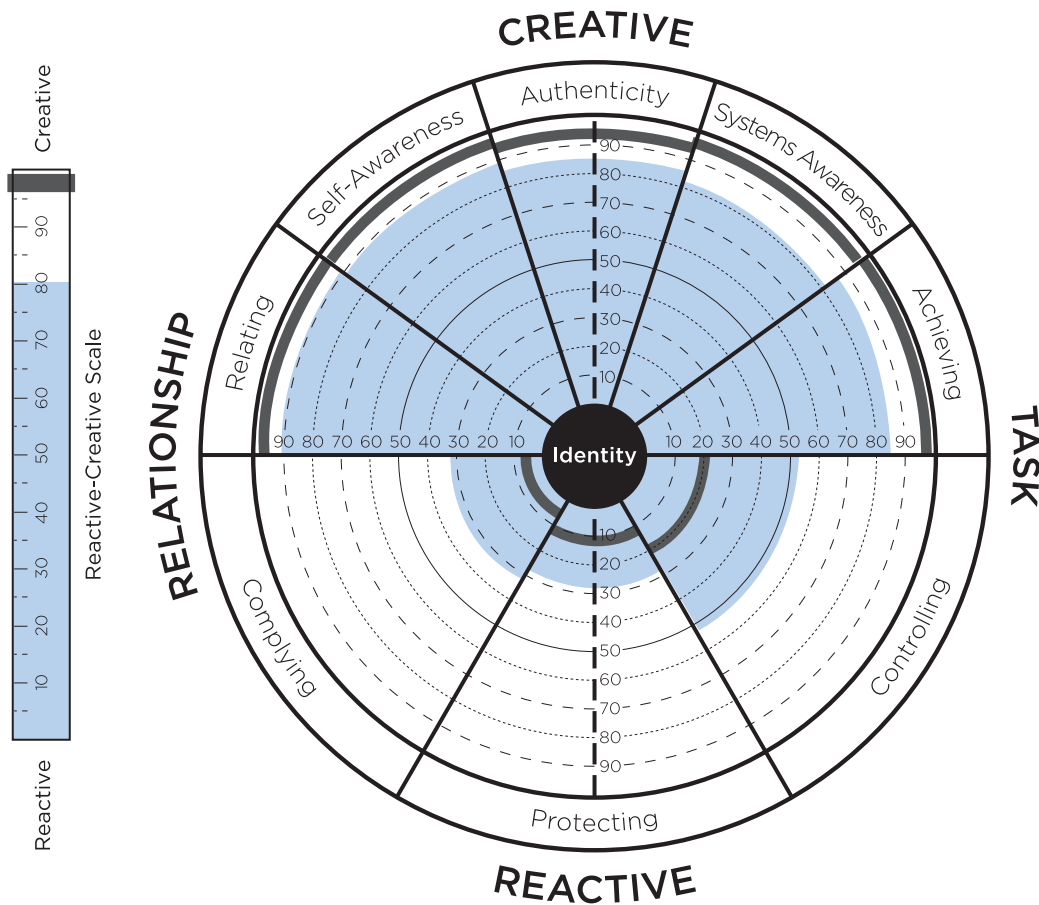 CREATIVE
Creative
Authenticity
Self-Awareness
Systems Awareness
Relating
Achieving
90
80
70
60
50
40
30
20
10
90 80 70 60 50 40 30 20 10
Identity
10 20 30 40 50 60 70 80 90
10
20
30
40
50
60
70
80
90
RELATIONSHIP
TASK
Complying
Controlling
Protecting
REACTIVE
90
80
70
60
50
40
30
20
10
Reactive-Creative Scale
Reactive